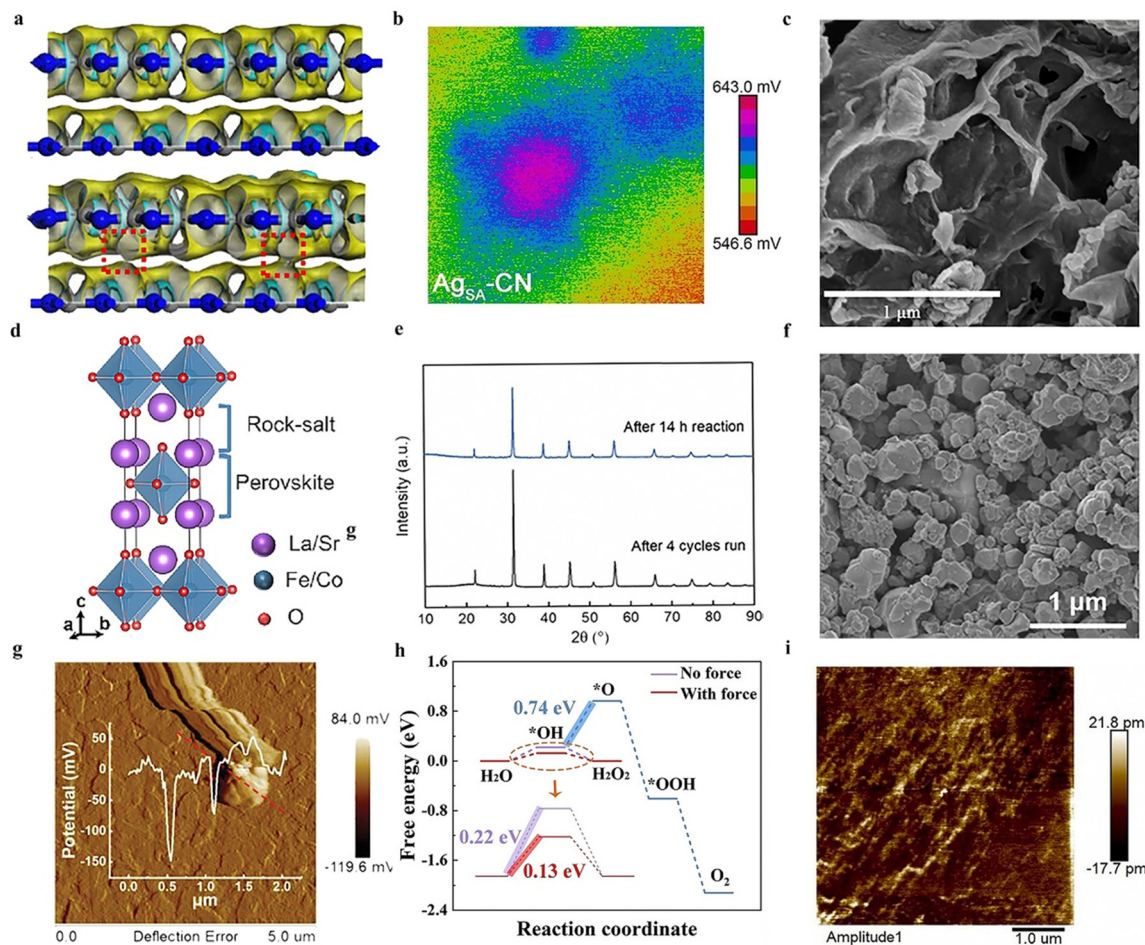 a
b
643.0 mV
546.6 mV
AgSA-CN
c
1 μm
d
Rock-salt
Perovskite
La/Sr
g
Fe/Co
O
c
a
b
e
Intensity (a.u.)
After 14 h reaction
After 4 cycles run
10 20 30 40 50 60 70 80 90
2θ (°)
f
1 μm
g
84.0 mV
-119.6 mV
Potential (mV)
50
0
-50
-100
-150
0.0 0.5 1.0 1.5 2.0
μm
0.0 Deflection Error 5.0 um
h
Free energy (eV)
1.6
0.8
0.0
-0.8
-1.6
-2.4
No force
With force
*O
0.74 eV
*OH
H2O
H2O2
*OOH
0.22 eV
0.13 eV
O2
Reaction coordinate
i
21.8 pm
-17.7 pm
Amplitude1
1.0 um